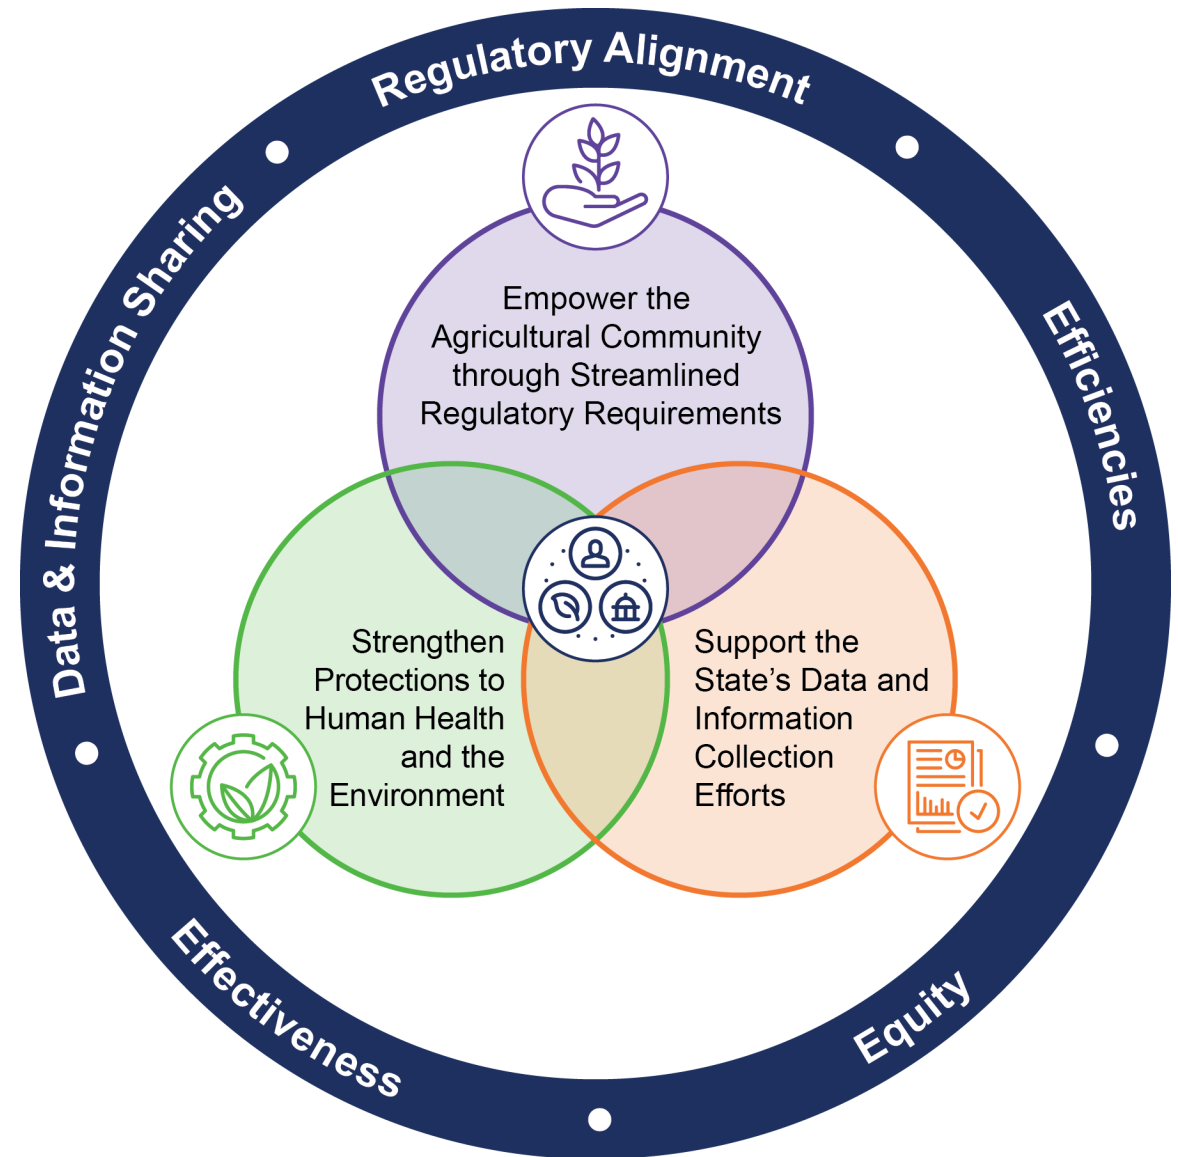 Regulatory Alignment
Efficiencies
Equity
Effectiveness
Data & Information Sharing
Empower the
Agricultural Community
through Streamlined
Regulatory Requirements
Strengthen
Protections to
Human Health
and the
Environment
Support the
State’s Data and
Information
Collection
Efforts